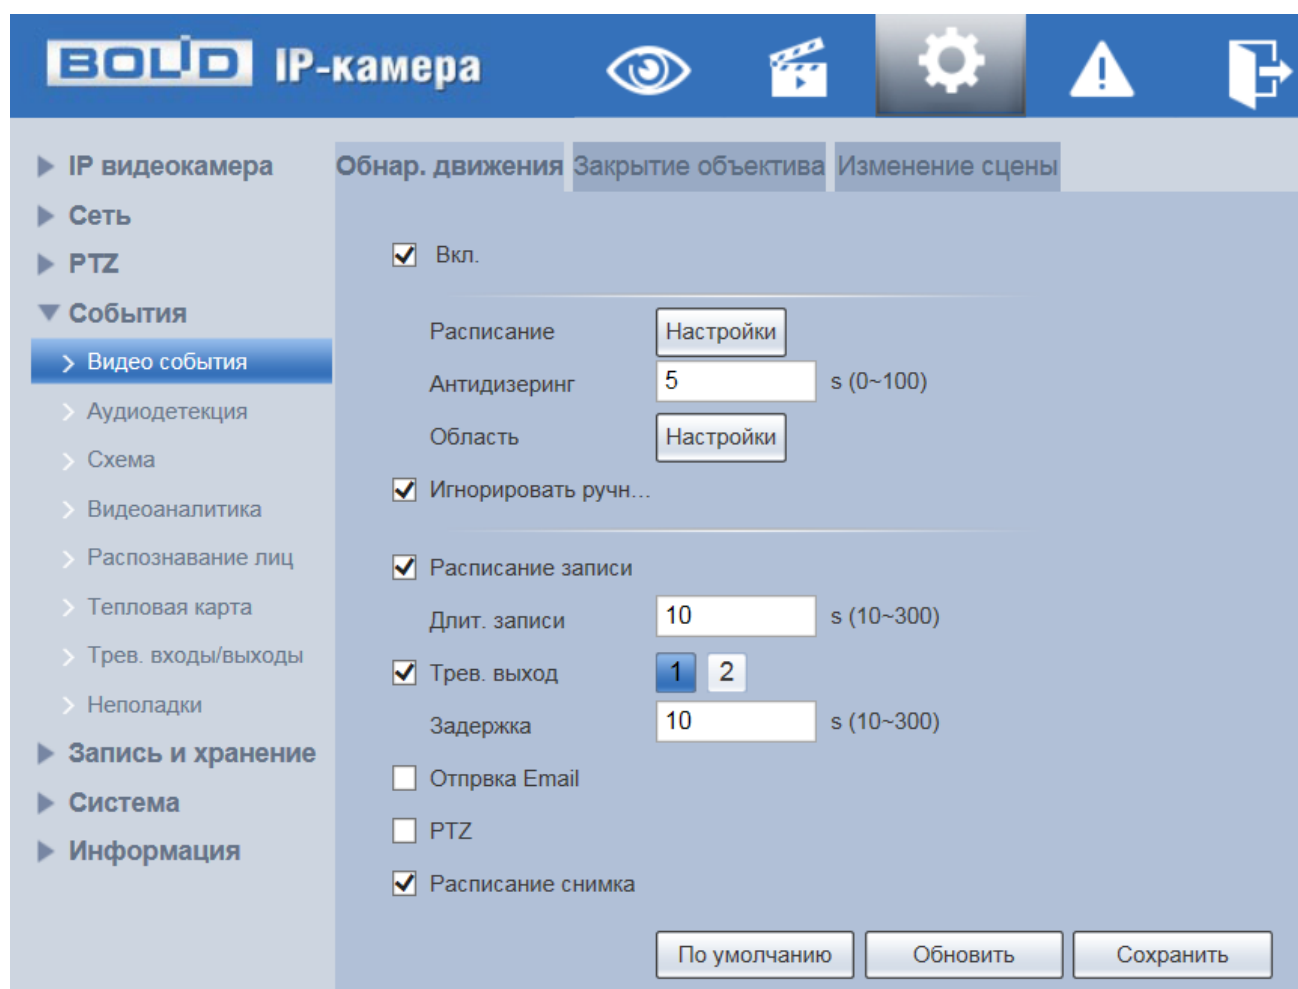 BOLID IP-камера
IP видеокамера
Сеть
PTZ
События
Видео события
Аудиодетекция
Схема
Видеоаналитика
Распознавание лиц
Тепловая карта
Трев. входы/выходы
Неполадки
Запись и хранение
Система
Информация
Обнар. движения Закрытие объектива Изменение сцены
Вкл.
Расписание Настройки
Антидизеринг 5 s (0~100)
Область Настройки
Игнорировать ручн...
Расписание записи
Длит. записи 10 s (10~300)
Трев. выход 1 2
Задержка 10 s (10~300)
Отпрвка Email
PTZ
Расписание снимка
По умолчанию Обновить Сохранить